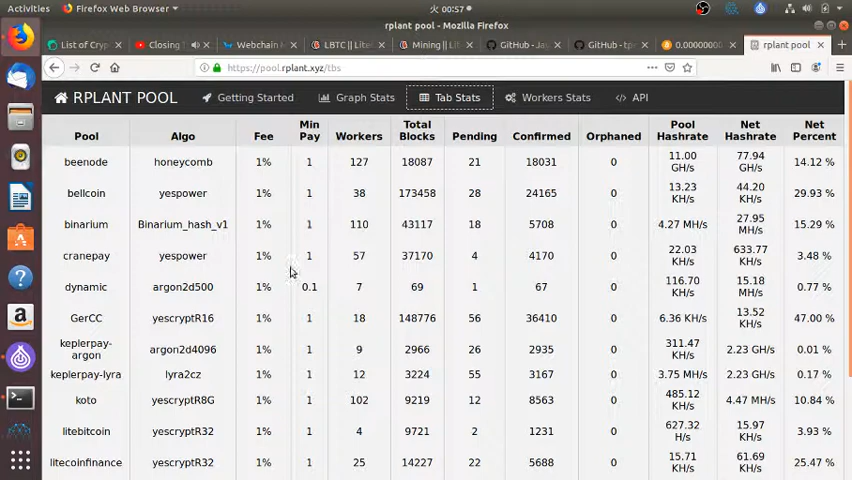 Activities Firefox Web Browser 火 00:57
rplant pool - Mozilla Firefox
List of Cryp Closing Webchain LBTC || Lite Mining || Lit GitHub - Ja GitHub - tp 0.00000000 rplant pool
https://pool.rplant.xyz/tbs
RPLANT POOL Getting Started Graph Stats Tab Stats Workers Stats API
Pool Algo Fee Min Pay Workers Total Blocks Pending Confirmed Orphaned Pool Hashrate Net Hashrate Net Percent
beenode honeycomb 1% 1 127 18087 21 18031 0 11.00 GH/s 77.94 GH/s 14.12 %
bellcoin yespower 1% 1 38 173458 28 24165 0 13.23 KH/s 44.20 KH/s 29.93 %
binarium Binarium_hash_v1 1% 1 110 43117 18 5708 0 4.27 MH/s 27.95 MH/s 15.29 %
cranepay yespower 1% 1 57 37170 4 4170 0 22.03 KH/s 633.77 KH/s 3.48 %
dynamic argon2d500 1% 0.1 7 69 1 67 0 116.70 KH/s 15.18 MH/s 0.77 %
GerCC yescryptR16 1% 1 18 148776 56 36410 0 6.36 KH/s 13.52 KH/s 47.00 %
keplerpay-argon argon2d4096 1% 1 9 2966 26 2935 0 311.47 KH/s 2.23 GH/s 0.01 %
keplerpay-lyra lyra2cz 1% 1 12 3224 55 3167 0 3.75 MH/s 2.23 GH/s 0.17 %
koto yescryptR8G 1% 1 102 9219 12 8563 0 485.12 KH/s 4.47 MH/s 10.84 %
litebitcoin yescryptR32 1% 1 4 9721 2 1231 0 627.32 H/s 15.97 KH/s 3.93 %
litecoinfinance yescryptR32 1% 1 25 14227 22 5688 0 15.71 KH/s 61.69 KH/s 25.47 %